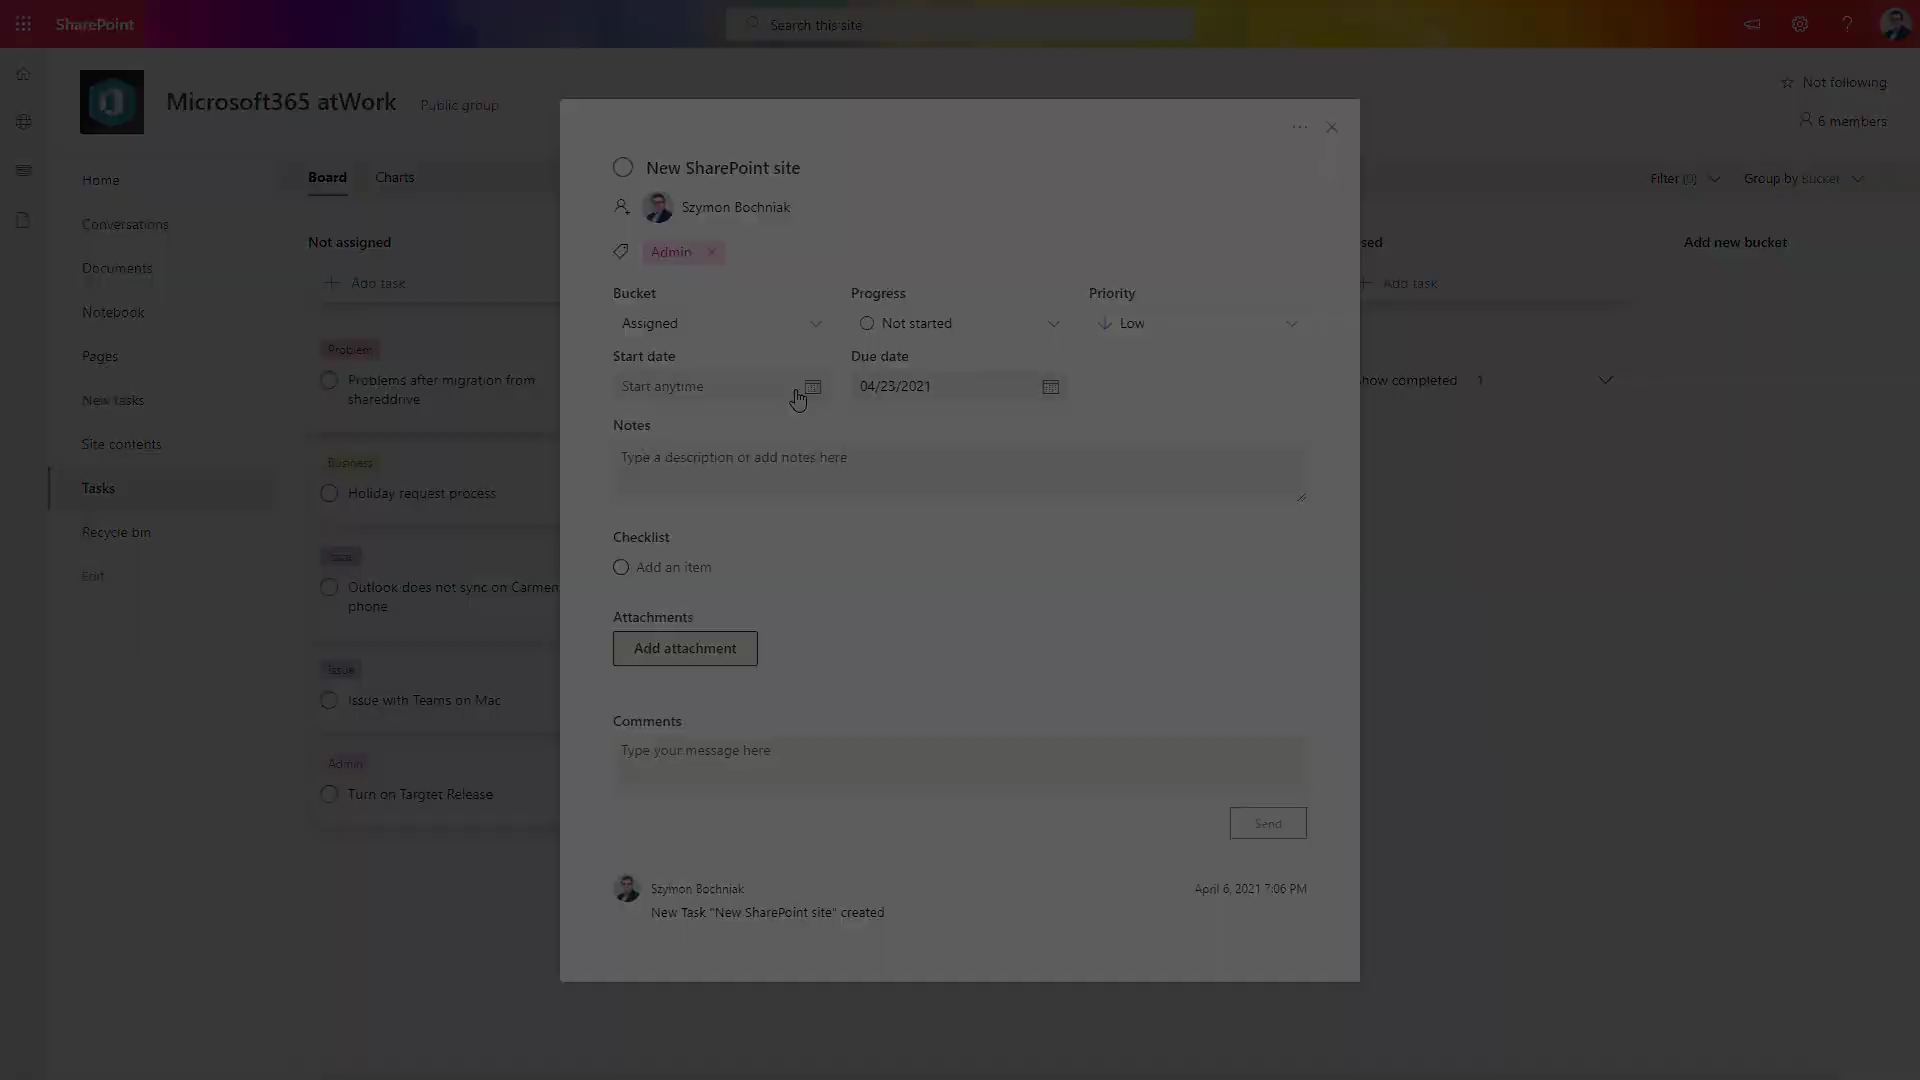 SharePoint
Search this site
Microsoft365 atWork
Public group
Not following
6 members
Home
Conversations
Documents
Notebook
Pages
New tasks
Site contents
Tasks
Recycle bin
Edit
Board
Charts
Filter (0)
Group by Bucket
Not assigned
Add task
Problem
Problems after migration from
shareddrive
Business
Holiday request process
Issue
Outlook does not sync on Carmen
phone
Issue
Issue with Teams on Mac
Admin
Turn on Targtet Release
New SharePoint site
Szymon Bochniak
Admin
Bucket
Progress
Priority
Assigned
Not started
Low
Start date
Due date
Start anytime
04/23/2021
Notes
Type a description or add notes here
Checklist
Add an item
Attachments
Add attachment
Comments
Type your message here
Send
Szymon Bochniak
April 6, 2021 7:06 PM
New Task "New SharePoint site" created
sed
Add task
how completed 1
Add new bucket